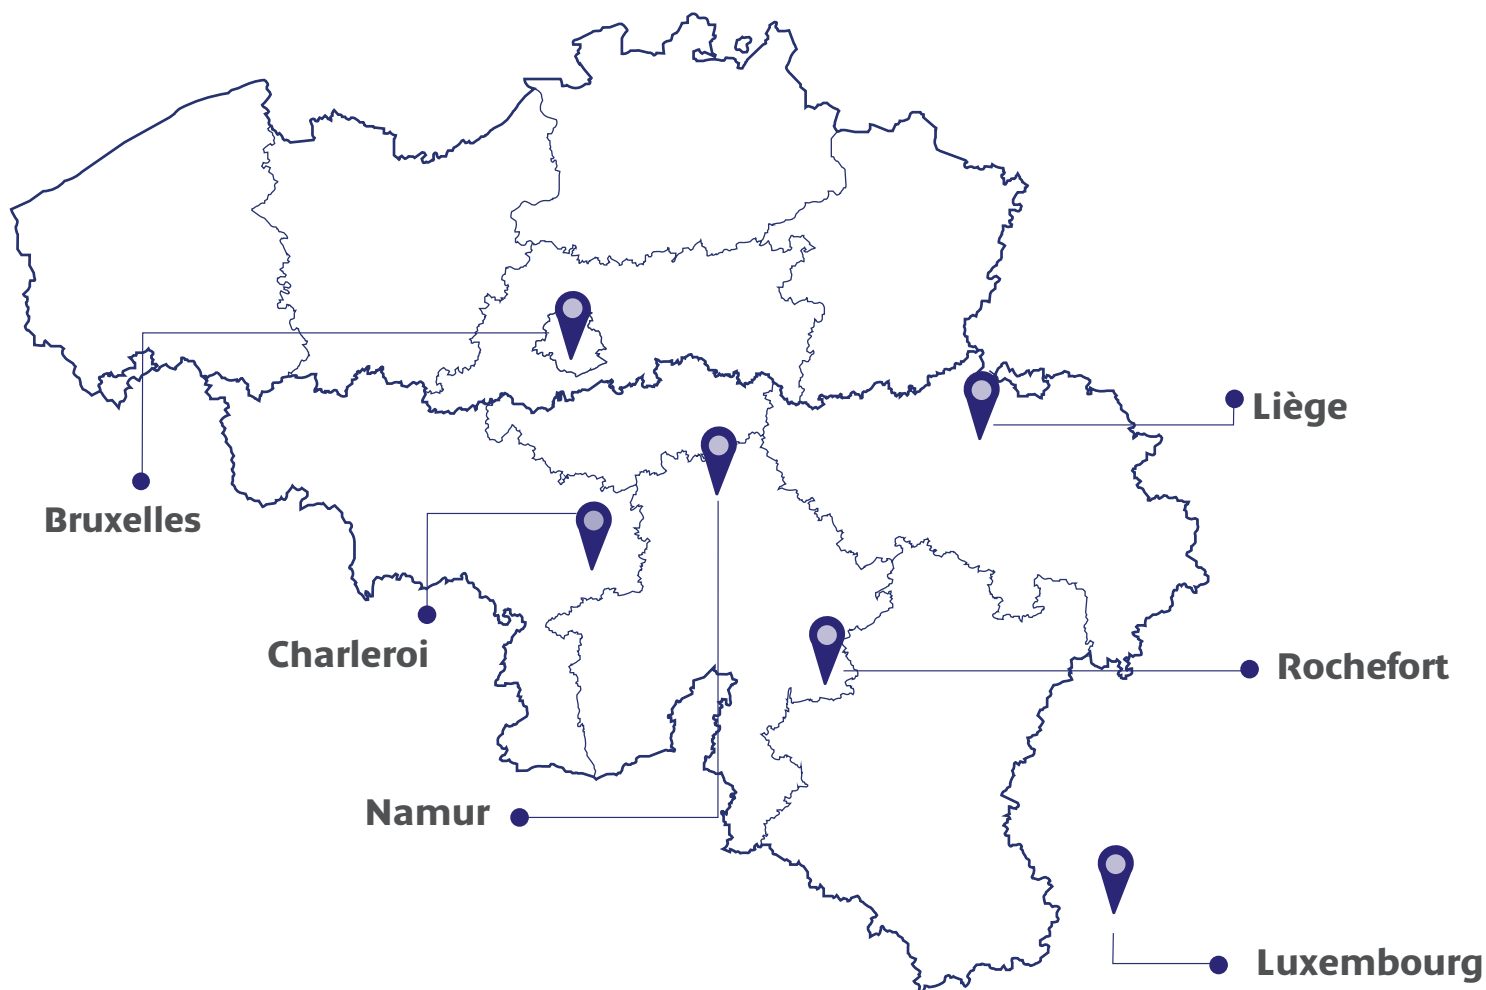 Liège
Bruxelles
Charleroi
Rochefort
Namur
Luxembourg